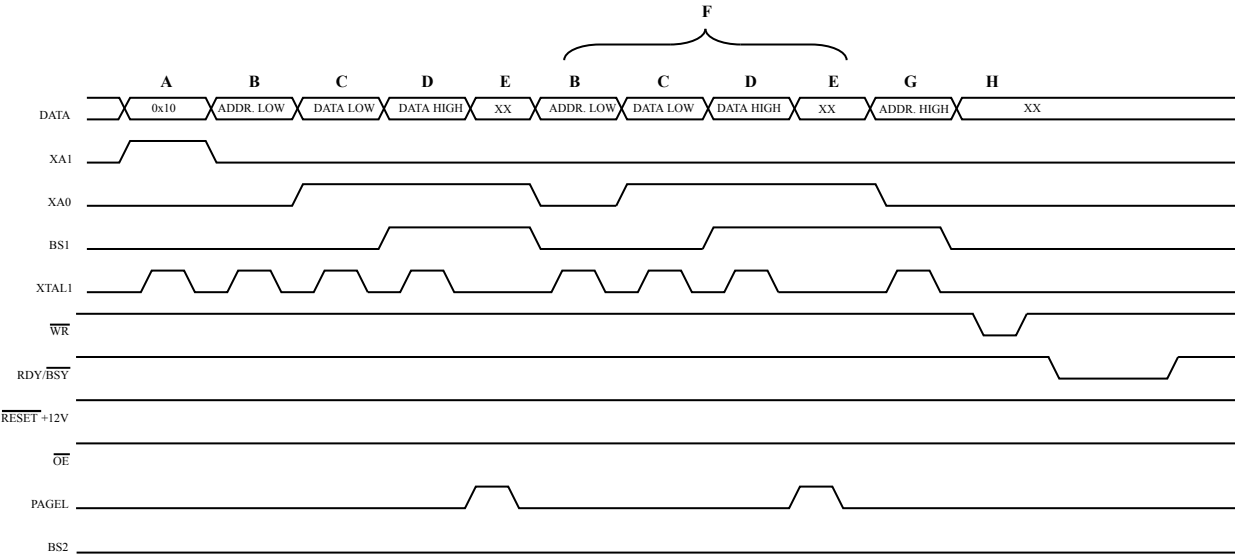 F
A B C D E B C D E G H
DATA 0x10 ADDR. LOW DATA LOW DATA HIGH XX ADDR. LOW DATA LOW DATA HIGH XX ADDR. HIGH XX
XA1
XA0
BS1
XTAL1
WR
RDY/BSY
RESET +12V
OE
PAGEL
BS2